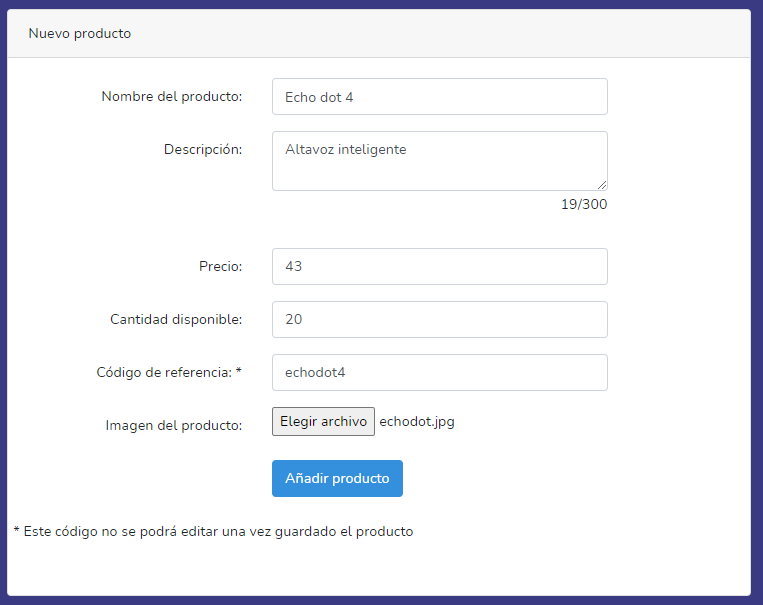 Nuevo producto
Nombre del producto: Echo dot 4
Descripción: Altavoz inteligente
19/300
Precio: 43
Cantidad disponible: 20
Código de referencia: * echodot4
Imagen del producto: Elegir archivo echodot.jpg
Añadir producto
* Este código no se podrá editar una vez guardado el producto